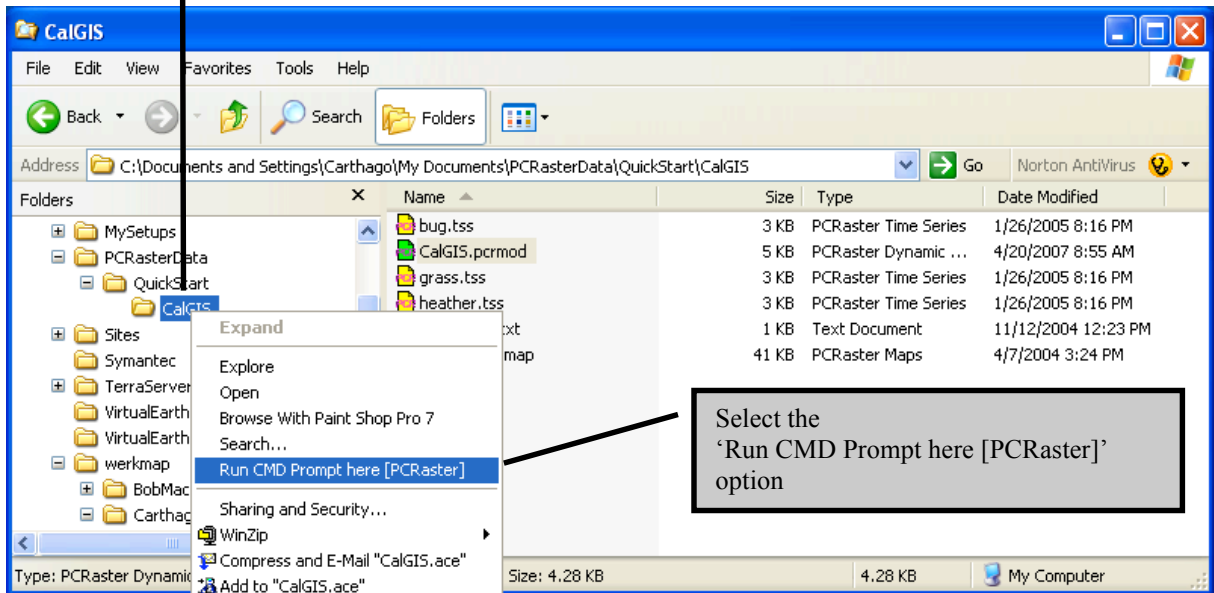 CalGIS
File Edit View Favorites Tools Help
Back Search Folders
Address C:\Documents and Settings\Carthago\My Documents\PCRasterData\QuickStart\CalGIS Go Norton AntiVirus
Folders × Name Size Type Date Modified
MySetups
PCRasterData
QuickStart
CalGIS
Sites
Symantec
TerraServer
VirtualEarth
VirtualEarth
werkmap
BobMac
Carthag
bug.tss 3 KB PCRaster Time Series 1/26/2005 8:16 PM
CalGIS.pcrmod 5 KB PCRaster Dynamic ... 4/20/2007 8:55 AM
grass.tss 3 KB PCRaster Time Series 1/26/2005 8:16 PM
heather.tss 3 KB PCRaster Time Series 1/26/2005 8:16 PM
xt 1 KB Text Document 11/12/2004 12:23 PM
map 41 KB PCRaster Maps 4/7/2004 3:24 PM
Expand
Explore
Open
Browse With Paint Shop Pro 7
Search...
Run CMD Prompt here [PCRaster]
Sharing and Security...
WinZip
Compress and E-Mail "CalGIS.ace"
Add to "CalGIS.ace"
Select the
‘Run CMD Prompt here [PCRaster]’
option
Type: PCRaster Dynamic Size: 4.28 KB 4.28 KB My Computer